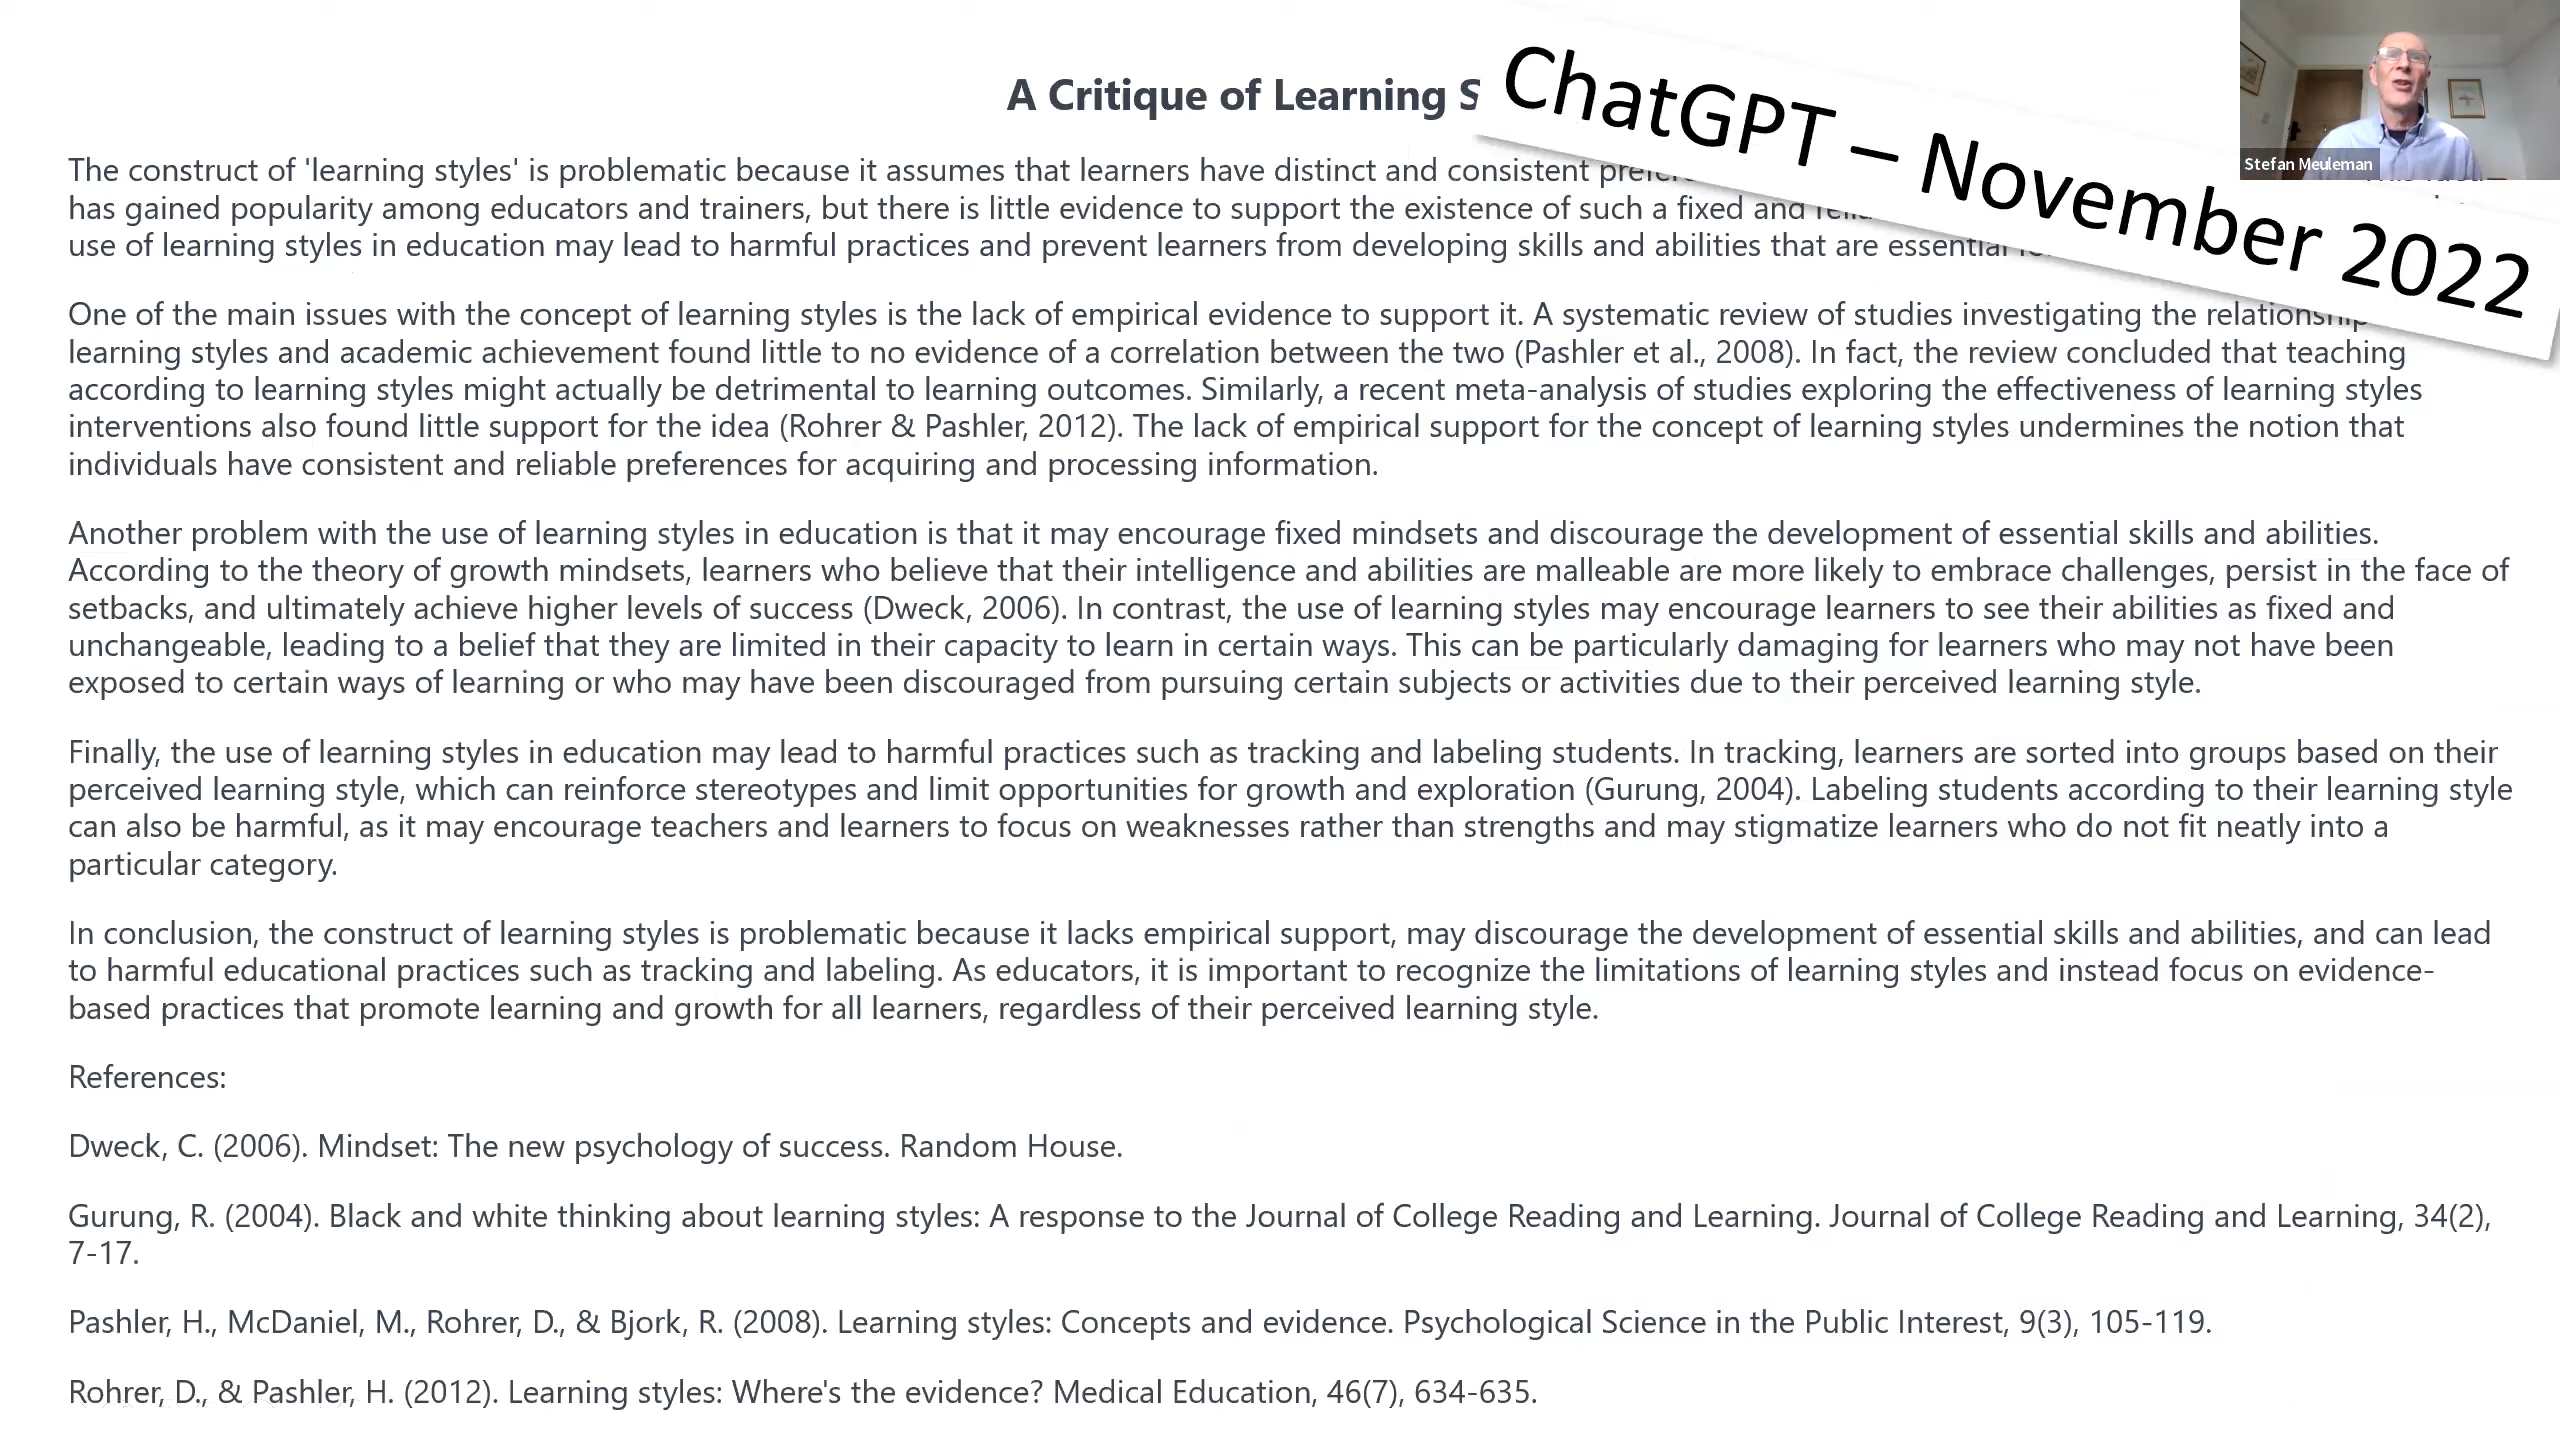 A Critique of Learning S
ChatGPT – November 2022
Stefan Meuleman
The construct of 'learning styles' is problematic because it assumes that learners have distinct and consistent
has gained popularity among educators and trainers, but there is little evidence to support the existence of such a fixed and
use of learning styles in education may lead to harmful practices and prevent learners from developing skills and abilities that are essential
One of the main issues with the concept of learning styles is the lack of empirical evidence to support it. A systematic review of studies investigating the relationship
learning styles and academic achievement found little to no evidence of a correlation between the two (Pashler et al., 2008). In fact, the review concluded that teaching
according to learning styles might actually be detrimental to learning outcomes. Similarly, a recent meta-analysis of studies exploring the effectiveness of learning styles
interventions also found little support for the idea (Rohrer & Pashler, 2012). The lack of empirical support for the concept of learning styles undermines the notion that
individuals have consistent and reliable preferences for acquiring and processing information.
Another problem with the use of learning styles in education is that it may encourage fixed mindsets and discourage the development of essential skills and abilities.
According to the theory of growth mindsets, learners who believe that their intelligence and abilities are malleable are more likely to embrace challenges, persist in the face of
setbacks, and ultimately achieve higher levels of success (Dweck, 2006). In contrast, the use of learning styles may encourage learners to see their abilities as fixed and
unchangeable, leading to a belief that they are limited in their capacity to learn in certain ways. This can be particularly damaging for learners who may not have been
exposed to certain ways of learning or who may have been discouraged from pursuing certain subjects or activities due to their perceived learning style.
Finally, the use of learning styles in education may lead to harmful practices such as tracking and labeling students. In tracking, learners are sorted into groups based on their
perceived learning style, which can reinforce stereotypes and limit opportunities for growth and exploration (Gurung, 2004). Labeling students according to their learning style
can also be harmful, as it may encourage teachers and learners to focus on weaknesses rather than strengths and may stigmatize learners who do not fit neatly into a
particular category.
In conclusion, the construct of learning styles is problematic because it lacks empirical support, may discourage the development of essential skills and abilities, and can lead
to harmful educational practices such as tracking and labeling. As educators, it is important to recognize the limitations of learning styles and instead focus on evidence-
based practices that promote learning and growth for all learners, regardless of their perceived learning style.
References:
Dweck, C. (2006). Mindset: The new psychology of success. Random House.
Gurung, R. (2004). Black and white thinking about learning styles: A response to the Journal of College Reading and Learning. Journal of College Reading and Learning, 34(2),
7-17.
Pashler, H., McDaniel, M., Rohrer, D., & Bjork, R. (2008). Learning styles: Concepts and evidence. Psychological Science in the Public Interest, 9(3), 105-119.
Rohrer, D., & Pashler, H. (2012). Learning styles: Where's the evidence? Medical Education, 46(7), 634-635.